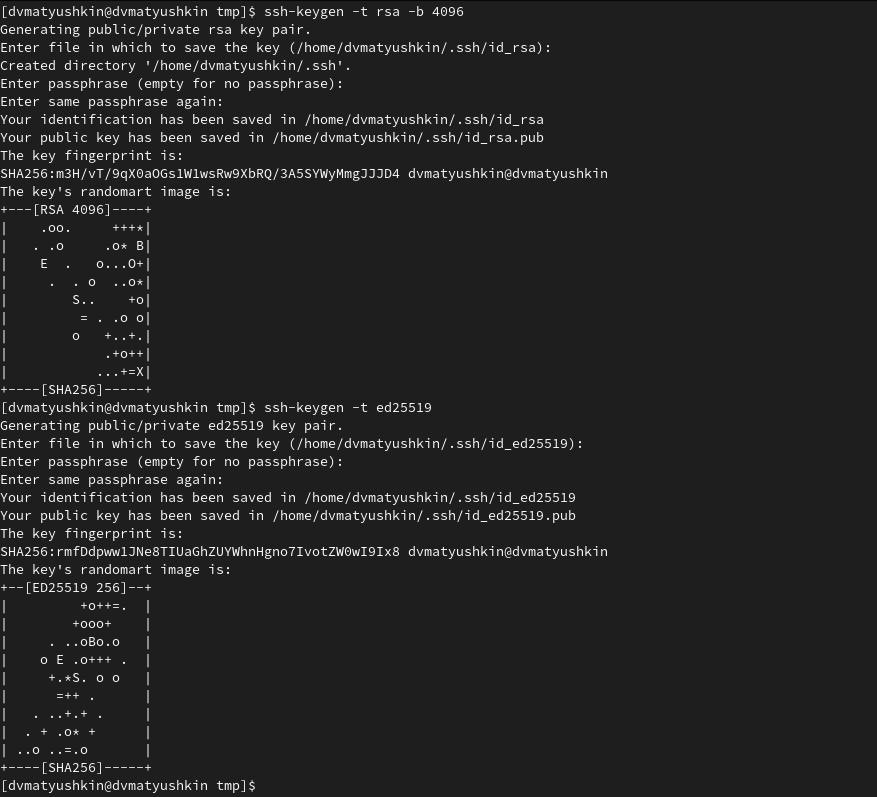 [dvmatyushkin@dvmatyushkin tmp]$ ssh-keygen -t rsa -b 4096
Generating public/private rsa key pair.
Enter file in which to save the key (/home/dvmatyushkin/.ssh/id_rsa):
Created directory '/home/dvmatyushkin/.ssh'.
Enter passphrase (empty for no passphrase):
Enter same passphrase again:
Your identification has been saved in /home/dvmatyushkin/.ssh/id_rsa
Your public key has been saved in /home/dvmatyushkin/.ssh/id_rsa.pub
The key fingerprint is:
SHA256:m3H/vT/9qX0aOGs1W1wsRw9XbRQ/3A5SYWyMmgJJJD4 dvmatyushkin@dvmatyushkin
The key's randomart image is:
+---[RSA 4096]----+
|    .oo.     +++*|
|   . .o     .o* B|
|    E  .   o...O+|
|     .  . o  ..o*|
|        S..    +o|
|         = . .o o|
|        o   +..+.|
|            .+o++|
|           ...+=X|
+----[SHA256]-----+
[dvmatyushkin@dvmatyushkin tmp]$ ssh-keygen -t ed25519
Generating public/private ed25519 key pair.
Enter file in which to save the key (/home/dvmatyushkin/.ssh/id_ed25519):
Enter passphrase (empty for no passphrase):
Enter same passphrase again:
Your identification has been saved in /home/dvmatyushkin/.ssh/id_ed25519
Your public key has been saved in /home/dvmatyushkin/.ssh/id_ed25519.pub
The key fingerprint is:
SHA256:rmfDdpww1JNe8TIUaGhZUYWhnHgno7IvotZW0wI9Ix8 dvmatyushkin@dvmatyushkin
The key's randomart image is:
+--[ED25519 256]--+
|         +o++=.  |
|        +ooo+    |
|     . ..oBo.o   |
|    o E .o+++ .  |
|     +.*S. o o   |
|      =++ .      |
|   . ..+.+ .     |
|  . + .o* +      |
| ..o ..=.o       |
+----[SHA256]-----+
[dvmatyushkin@dvmatyushkin tmp]$